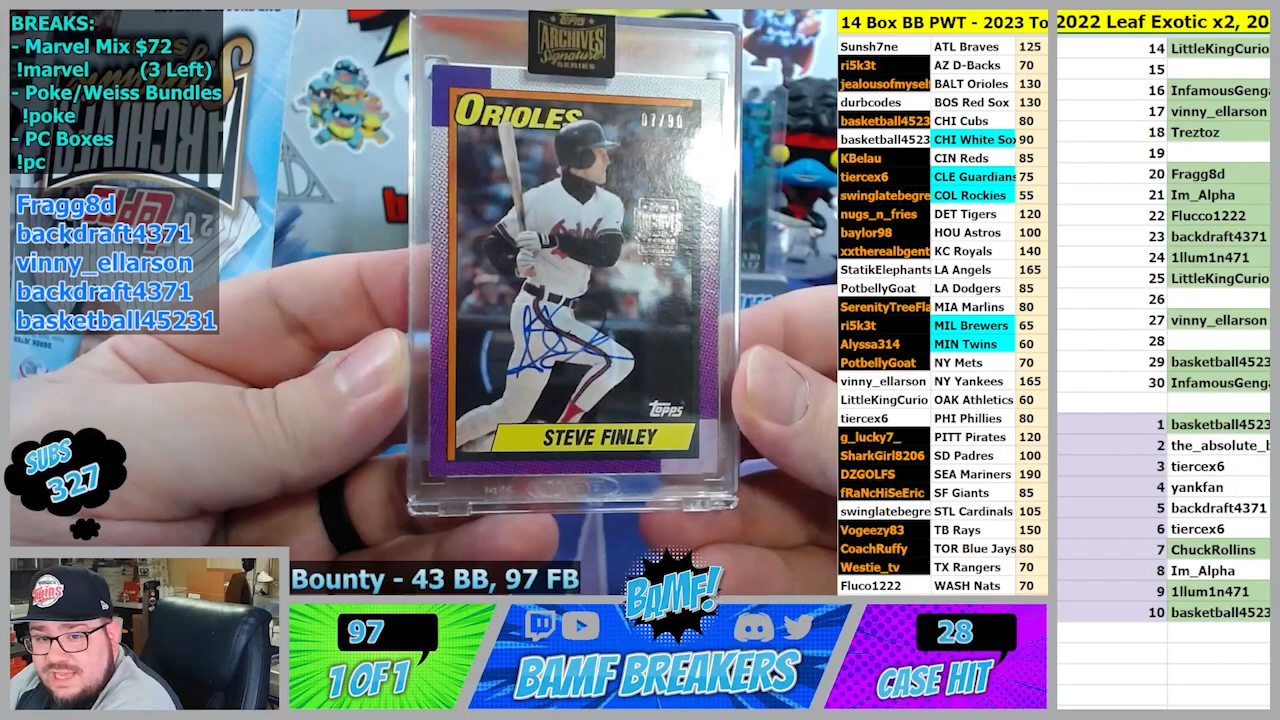 BREAKS:
- Marvel Mix $72
!marvel (3 Left)
- Poke/Weiss Bundles
!poke
- PC Boxes
!pc
Fragg8d
backdraft4371
vinny_ellarson
backdraft4371
basketball45231
SUBS
327
TOPPS
ARCHIVES
Signature
SERIES
ORIOLES
07/90
topps
STEVE FINLEY
Bounty - 43 BB, 97 FB
97
1 OF 1
BAMF!
BAMF BREAKERS
28
CASE HIT
14 Box BB PWT - 2023 To
Sunsh7ne ATL Braves 125
ri5k3t AZ D-Backs 70
jealousofmysel BALT Orioles 130
durbcodes BOS Red Sox 130
basketball4523 CHI Cubs 80
basketball4523 CHI White Sox 90
KBelau CIN Reds 85
tiercex6 CLE Guardians 75
swinglatebegre COL Rockies 55
nugs_n_fries DET Tigers 120
baylor98 HOU Astros 100
xxtherealbgent KC Royals 140
StatikElephants LA Angels 165
PotbellyGoat LA Dodgers 85
SerenityTreeFla MIA Marlins 80
ri5k3t MIL Brewers 65
Alyssa314 MIN Twins 60
PotbellyGoat NY Mets 70
vinny_ellarson NY Yankees 165
LittleKingCurio OAK Athletics 60
tiercex6 PHI Phillies 80
g_lucky7_ PITT Pirates 120
SharkGirl8206 SD Padres 100
DZGOLFS SEA Mariners 190
fRaNcHiSeEric SF Giants 85
swinglatebegre STL Cardinals 105
Vogeezy83 TB Rays 150
CoachRuffy TOR Blue Jays 80
Westie_tv TX Rangers 70
Fluco1222 WASH Nats 70
2022 Leaf Exotic x2, 20
14 LittleKingCurio
15
16 InfamousGenga
17 vinny_ellarson
18 Treztoz
19
20 Fragg8d
21 Im_Alpha
22 Flucco1222
23 backdraft4371
24 1llum1n471
25 LittleKingCurio
26
27 vinny_ellarson
28
29 basketball4523
30 InfamousGenga
1 basketball4523
2 the_absolute_b
3 tiercex6
4 yankfan
5 backdraft4371
6 tiercex6
7 ChuckRollins
8 Im_Alpha
9 1llum1n471
10 basketball4523